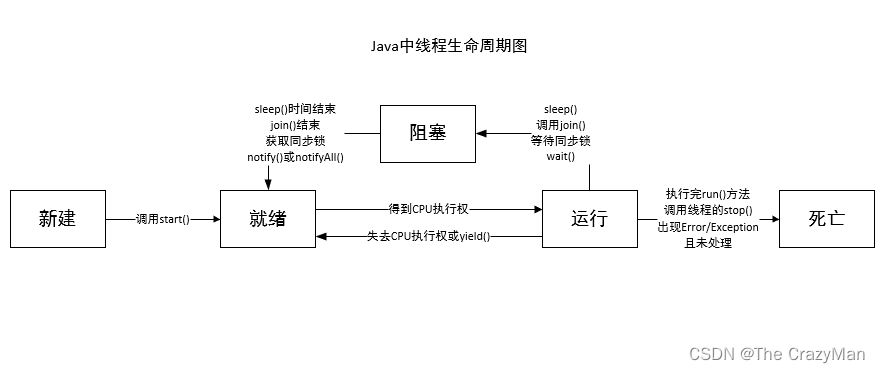 Java中线程生命周期图
sleep()时间结束
join()结束
获取同步锁
notify()或notifyAll()
阻塞
sleep()
调用join()
等待同步锁
wait()
新建
调用start()
就绪
得到CPU执行权
失去CPU执行权或yield()
运行
执行完run()方法
调用线程的stop()
出现Error/Exception
且未处理
死亡
CSDN @The CrazyMan